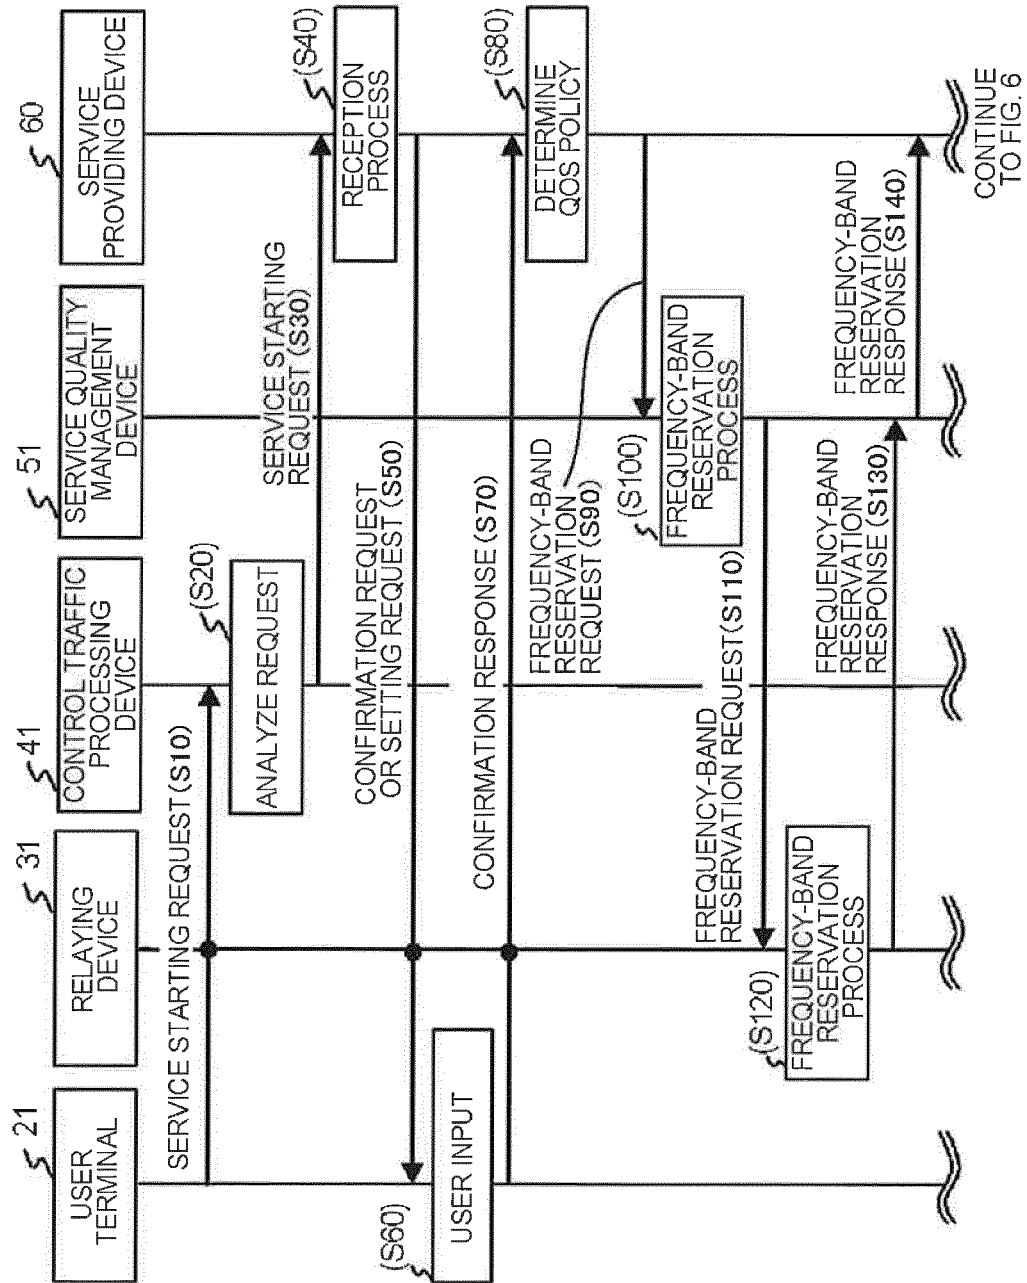 21
USER
TERMINAL
31
RELAYING
DEVICE
41
CONTROL TRAFFIC
PROCESSING
DEVICE
51
SERVICE QUALITY
MANAGEMENT
DEVICE
60
SERVICE
PROVIDING DEVICE
SERVICE STARTING REQUEST(S10)
(S20)
ANALYZE REQUEST
SERVICE STARTING
REQUEST (S30)
(S40)
RECEPTION
PROCESS
CONFIRMATION REQUEST
OR SETTING REQUEST(S50)
(S60)
USER INPUT
CONFIRMATION RESPONSE(S70)
(S80)
DETERMINE
QOS POLICY
FREQUENCY-BAND
RESERVATION
REQUEST(S90)
(S100)
FREQUENCY-BAND
RESERVATION
PROCESS
FREQUENCY-BAND
RESERVATION REQUEST(S110)
(S120)
FREQUENCY-BAND
RESERVATION
PROCESS
FREQUENCY-BAND
RESERVATION
RESPONSE(S130)
FREQUENCY-BAND
RESERVATION
RESPONSE(S140)
CONTINUE
TO FIG. 6